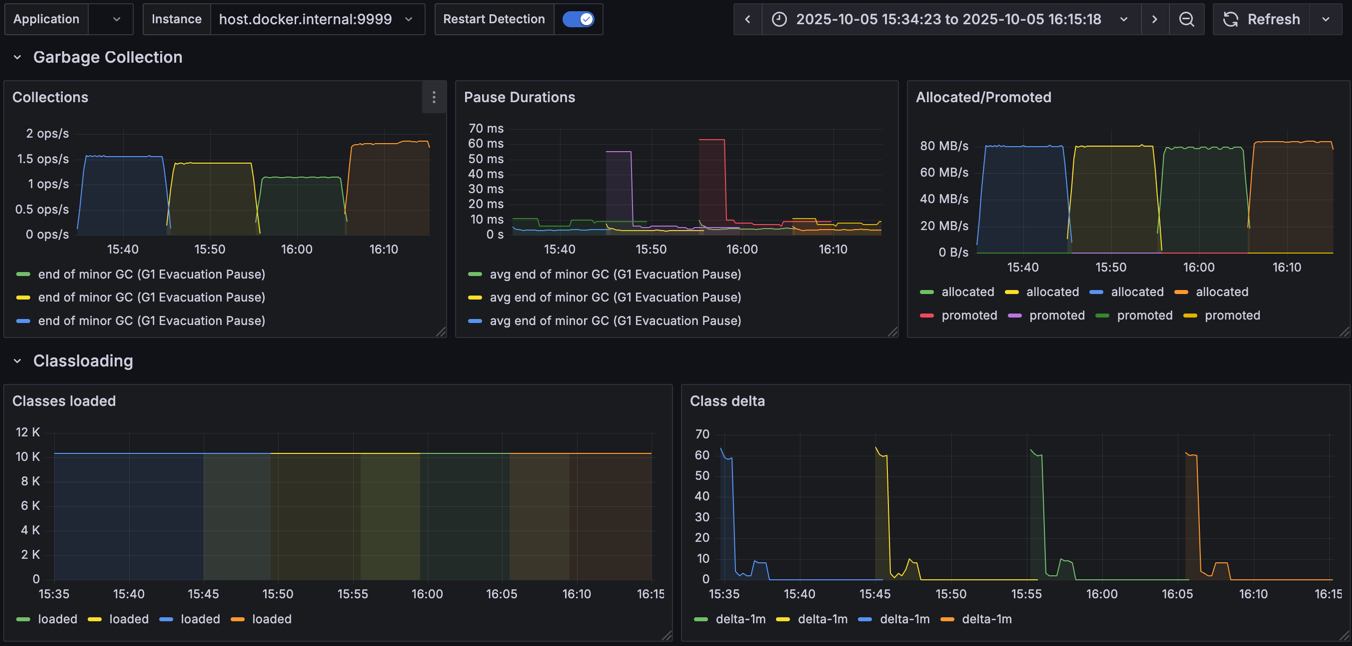 Application Instance host.docker.internal:9999 Restart Detection 2025-10-05 15:34:23 to 2025-10-05 16:15:18 Refresh
Garbage Collection
Collections
2 ops/s
1.5 ops/s
1 ops/s
0.5 ops/s
0 ops/s
15:40 15:50 16:00 16:10
end of minor GC (G1 Evacuation Pause)
end of minor GC (G1 Evacuation Pause)
end of minor GC (G1 Evacuation Pause)
Pause Durations
70 ms
60 ms
50 ms
40 ms
30 ms
20 ms
10 ms
0 s
15:40 15:50 16:00 16:10
avg end of minor GC (G1 Evacuation Pause)
avg end of minor GC (G1 Evacuation Pause)
avg end of minor GC (G1 Evacuation Pause)
Allocated/Promoted
80 MB/s
60 MB/s
40 MB/s
20 MB/s
0 B/s
15:40 15:50 16:00 16:10
allocated allocated allocated allocated
promoted promoted promoted promoted
Classloading
Classes loaded
12 K
10 K
8 K
6 K
4 K
2 K
0
15:35 15:40 15:45 15:50 15:55 16:00 16:05 16:10 16:15
loaded loaded loaded loaded
Class delta
70
60
50
40
30
20
10
0
15:35 15:40 15:45 15:50 15:55 16:00 16:05 16:10 16:15
delta-1m delta-1m delta-1m delta-1m